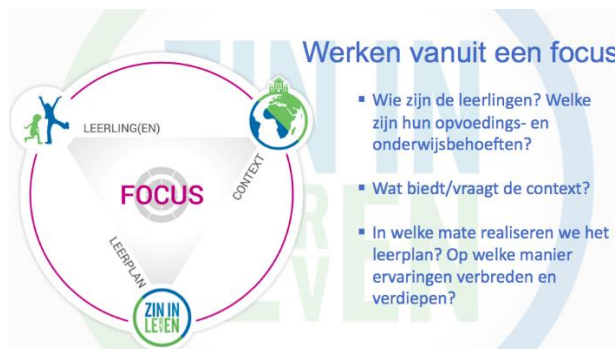 Werken vanuit een focus
LEERLING(EN)
CONTEXT
FOCUS
LEERPLAN
ZIN IN
LEREN
LEVEN
▪ Wie zijn de leerlingen? Welke
zijn hun opvoedings- en
onderwijsbehoeften?
▪ Wat biedt/vraagt de context?
▪ In welke mate realiseren we het
leerplan? Op welke manier
ervaringen verbreden en
verdiepen?